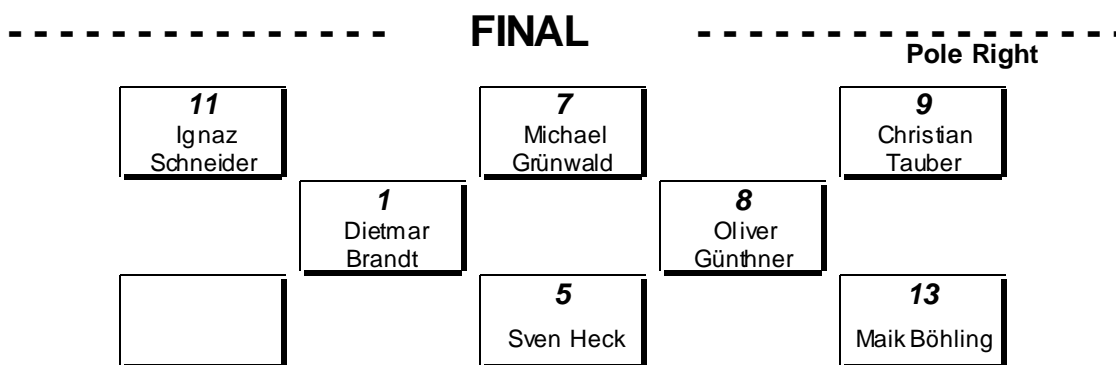 FINAL
Pole Right
11
Ignaz
Schneider
7
Michael
Grünwald
9
Christian
Tauber
1
Dietmar
Brandt
8
Oliver
Günthner
5
Sven Heck
13
Maik Böhling